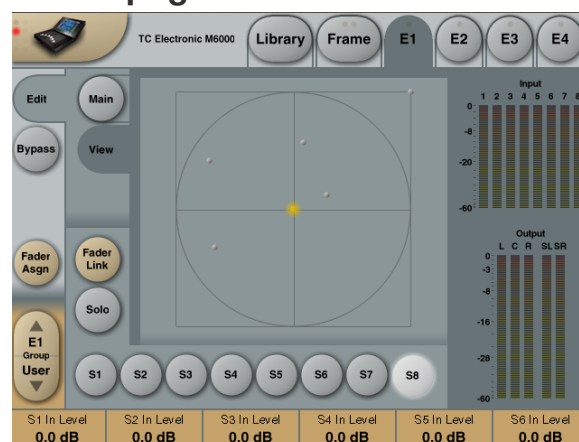 TC Electronic M6000
Library
Frame
E1
E2
E3
E4
Edit
Main
Input
1 2 3 4 5 6 7 8
0
-8
-20
-60
Bypass
View
Output
L C R SL SR
0
-3
-8
-16
-28
-60
Fader
Asgn
Fader
Link
Solo
E1
Group
User
S1
S2
S3
S4
S5
S6
S7
S8
S1 In Level
0.0 dB
S2 In Level
0.0 dB
S3 In Level
0.0 dB
S4 In Level
0.0 dB
S5 In Level
0.0 dB
S6 In Level
0.0 dB